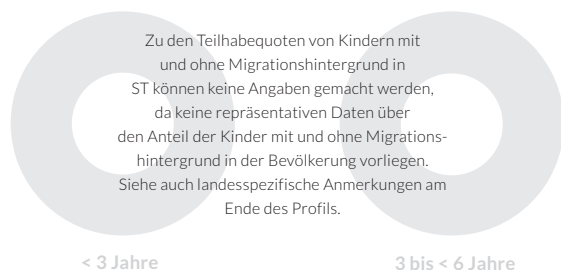 Zu den Teilhabequoten von Kindern mit
und ohne Migrationshintergrund in
ST können keine Angaben gemacht werden,
da keine repräsentativen Daten über
den Anteil der Kinder mit und ohne Migrations-
hintergrund in der Bevölkerung vorliegen.
Siehe auch landesspezifische Anmerkungen am
Ende des Profils.
< 3 Jahre
3 bis < 6 Jahre